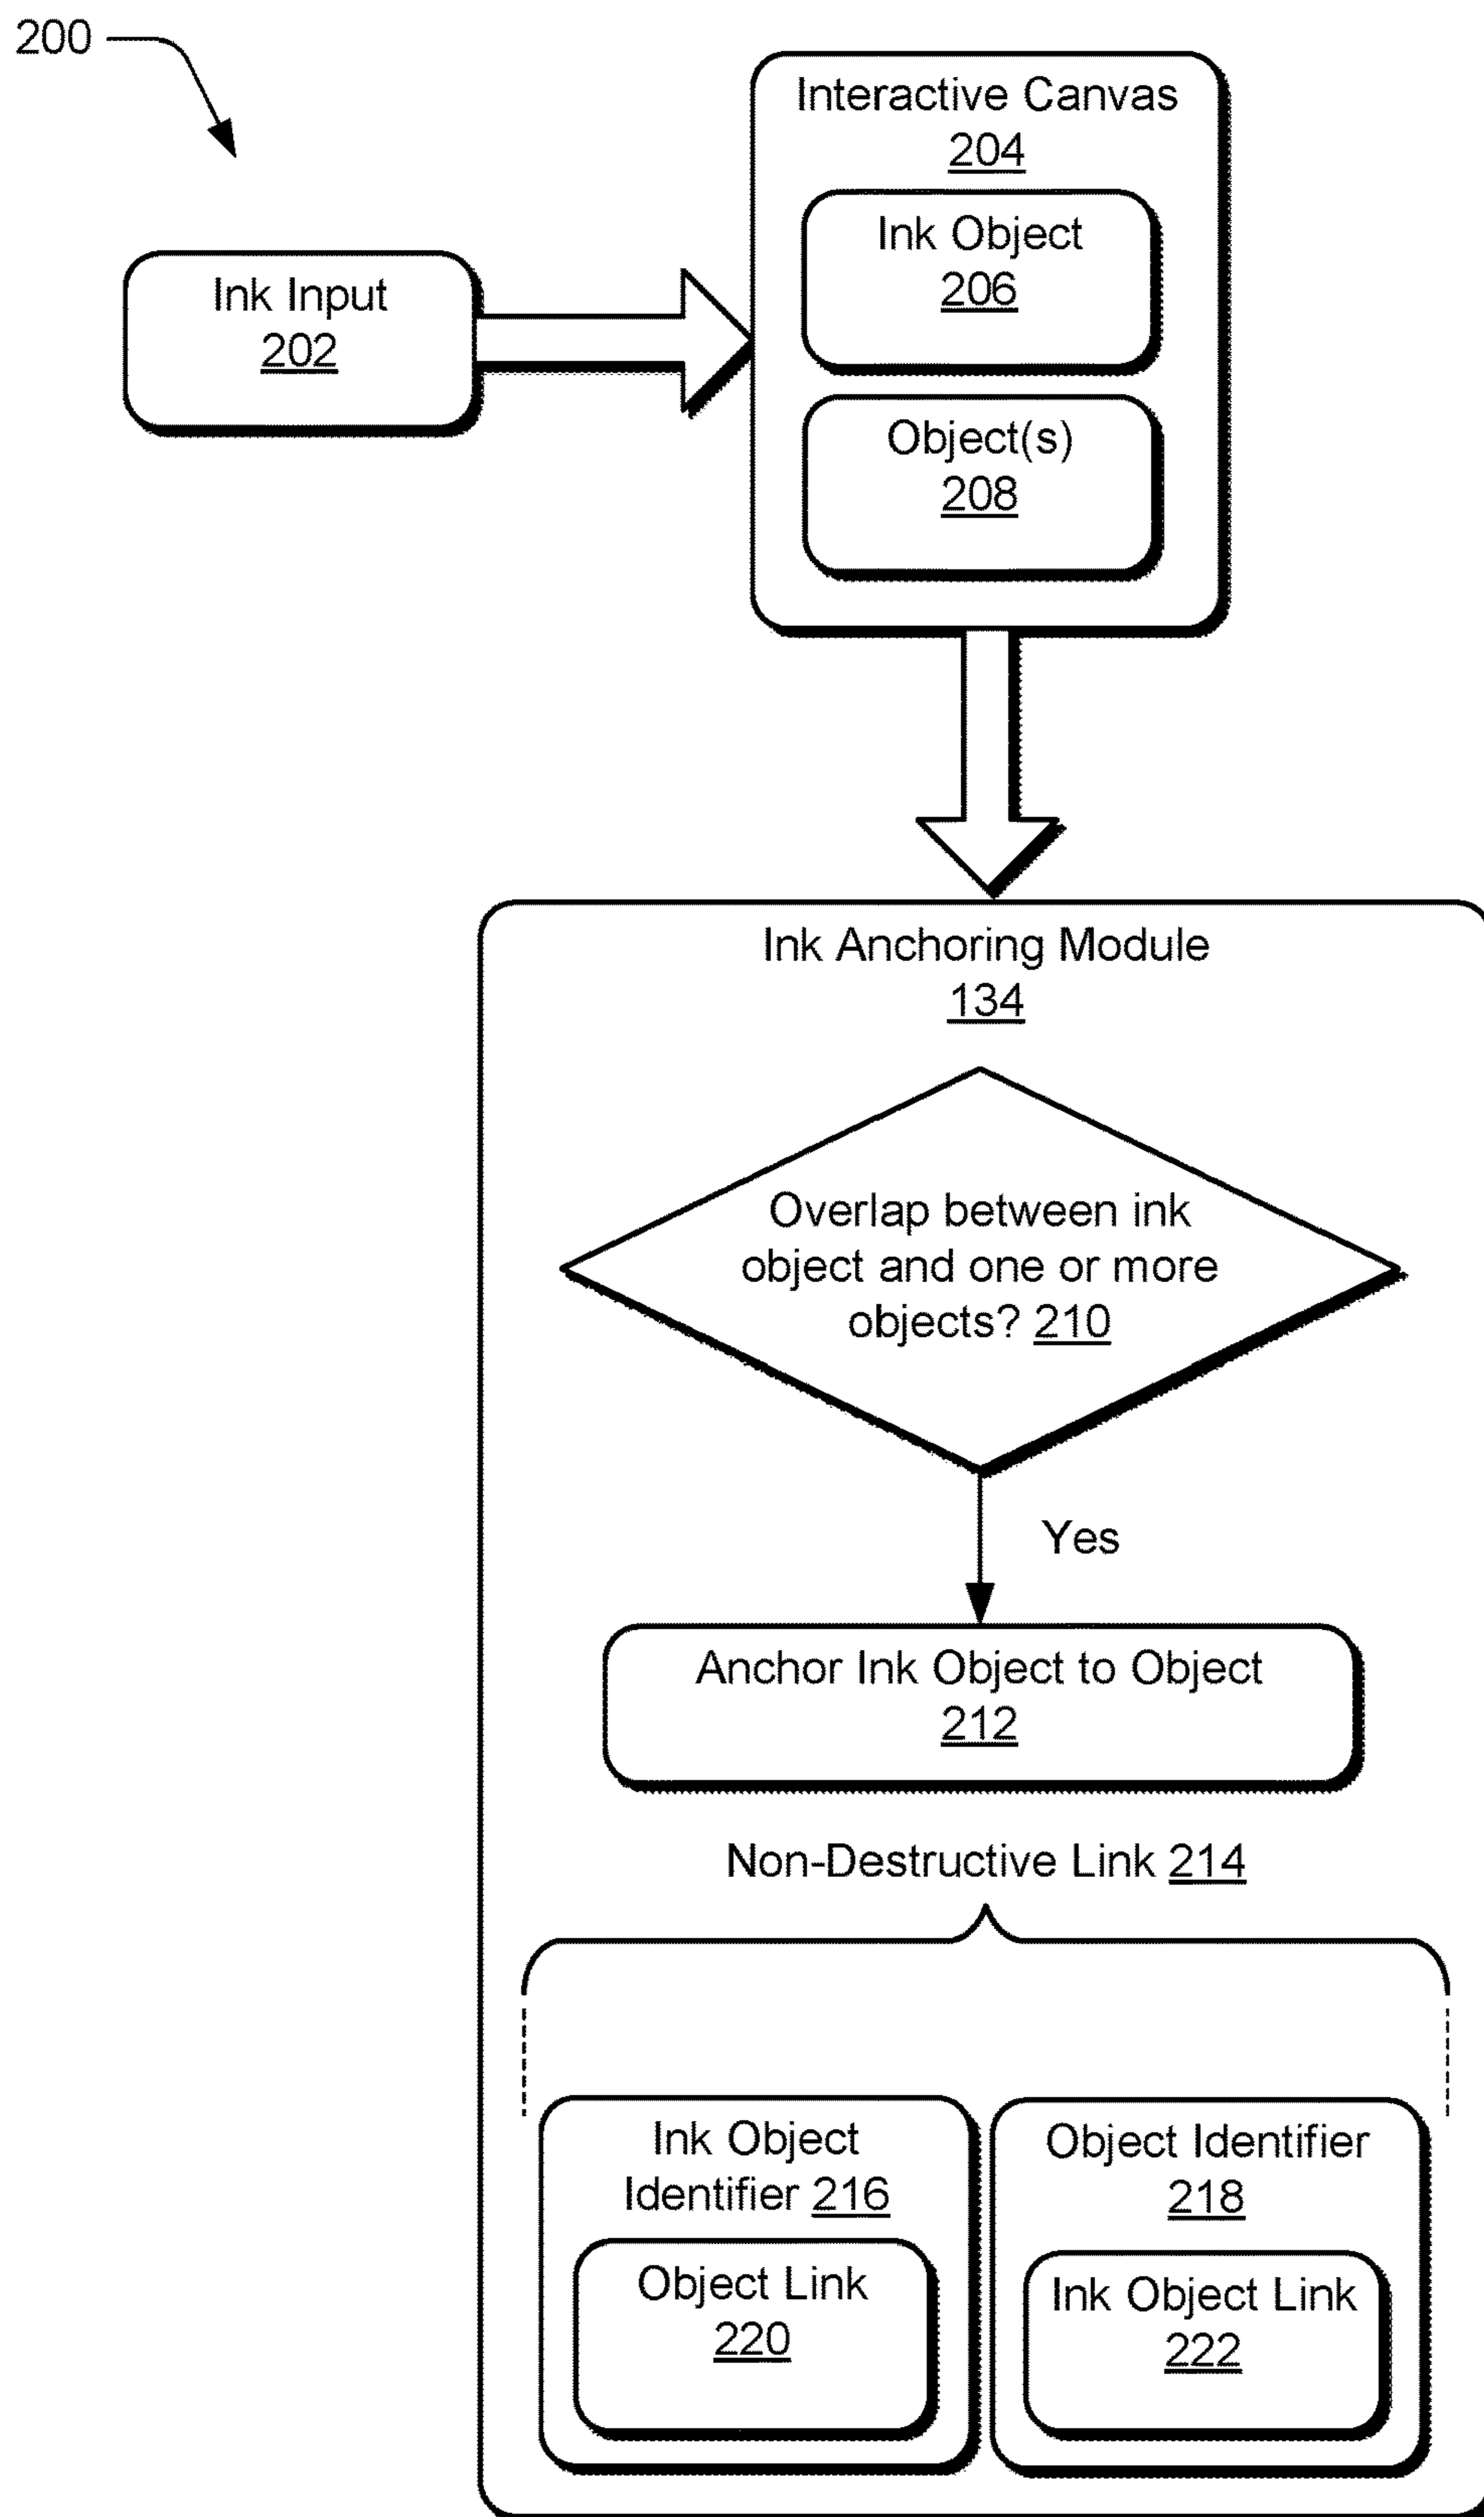 200
Interactive Canvas
204
Ink Object
206
Ink Input
202
Object(s)
208
Ink Anchoring Module
134
Overlap between ink
object and one or more
objects? 210
Yes
Anchor Ink Object to Object
212
Non-Destructive Link 214
Ink Object
Identifier 216
Object Link
220
Object Identifier
218
Ink Object Link
222